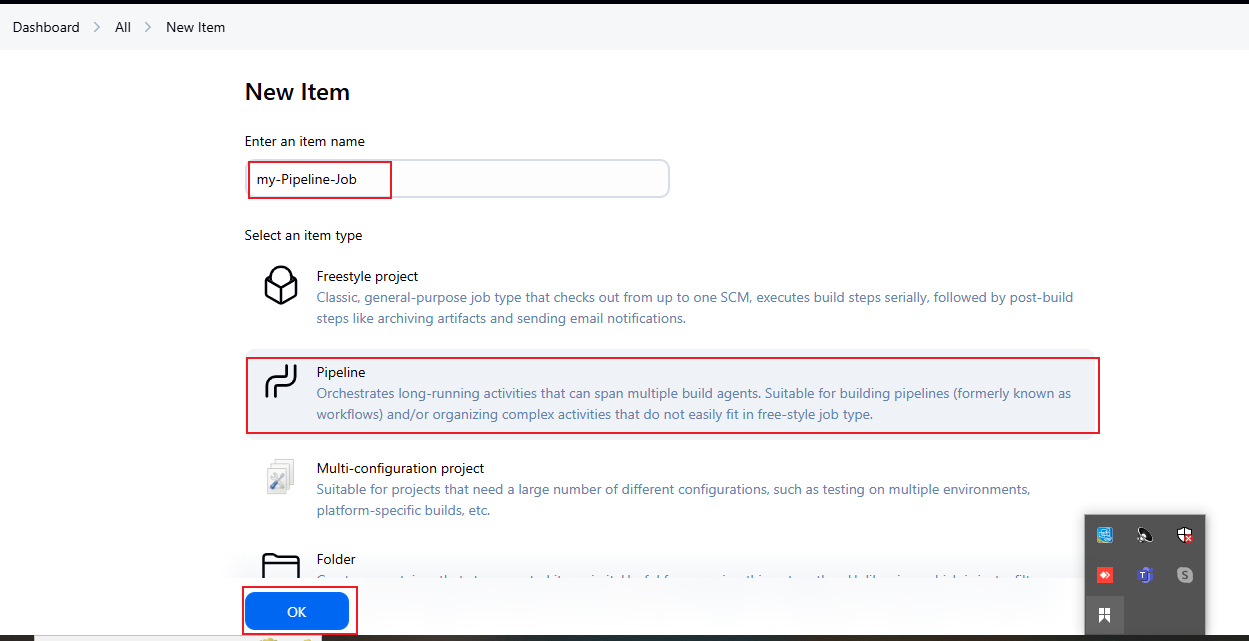 Dashboard > All > New Item
New Item
Enter an item name
my-Pipeline-Job
Select an item type
Freestyle project
Classic, general-purpose job type that checks out from up to one SCM, executes build steps serially, followed by post-build
steps like archiving artifacts and sending email notifications.
Pipeline
Orchestrates long-running activities that can span multiple build agents. Suitable for building pipelines (formerly known as
workflows) and/or organizing complex activities that do not easily fit in free-style job type.
Multi-configuration project
Suitable for projects that need a large number of different configurations, such as testing on multiple environments,
platform-specific builds, etc.
Folder
OK